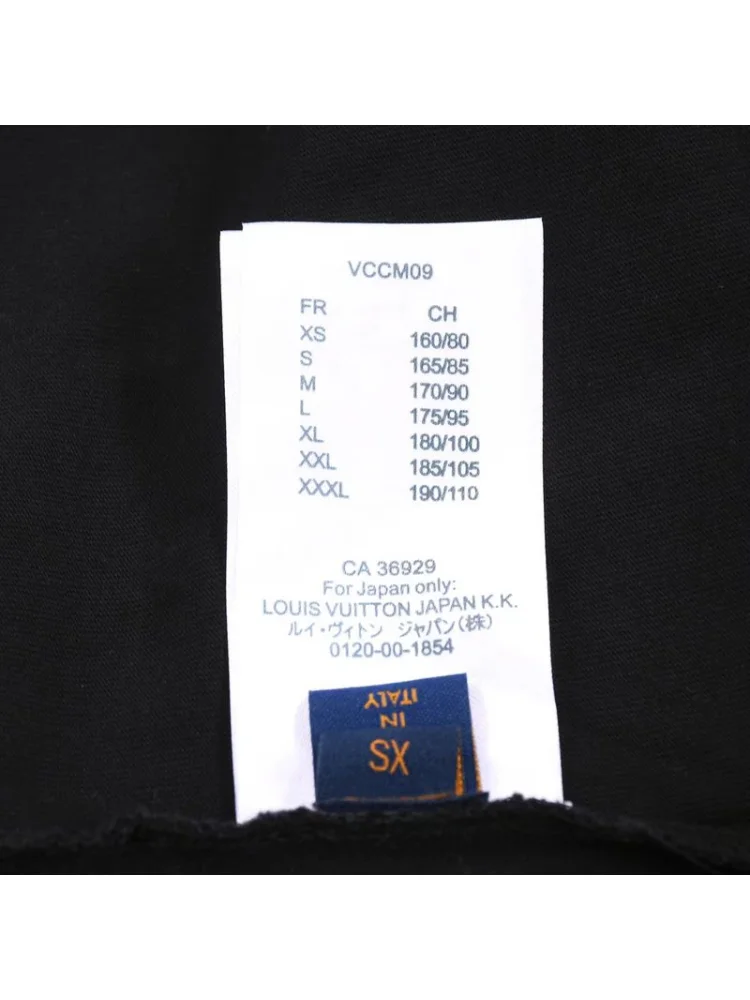 VCCM09
FR CH
XS 160/80
S 165/85
M 170/90
L 175/95
XL 180/100
XXL 185/105
XXXL 190/110
CA 36929
For Japan only:
LOUIS VUITTON JAPAN K.K.
ルイ・ヴィトン ジャパン(株)
0120-00-1854
XS
IN
ITALY